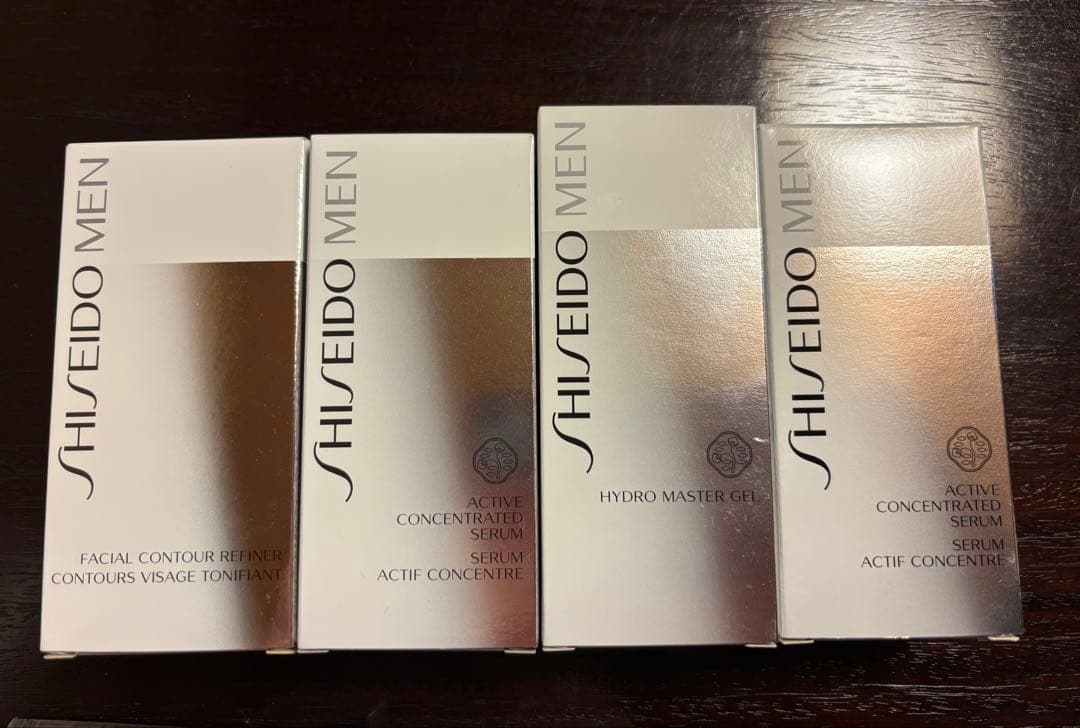 SHISEIDO MEN
FACIAL CONTOUR REFINER
CONTOURS VISAGE TONIFIANT
SHISEIDO MEN
ACTIVE
CONCENTRATED
SERUM
SERUM
ACTIF CONCENTRE
SHISEIDO MEN
HYDRO MASTER GEL
SHISEIDO MEN
ACTIVE
CONCENTRATED
SERUM
SERUM
ACTIF CONCENTRE